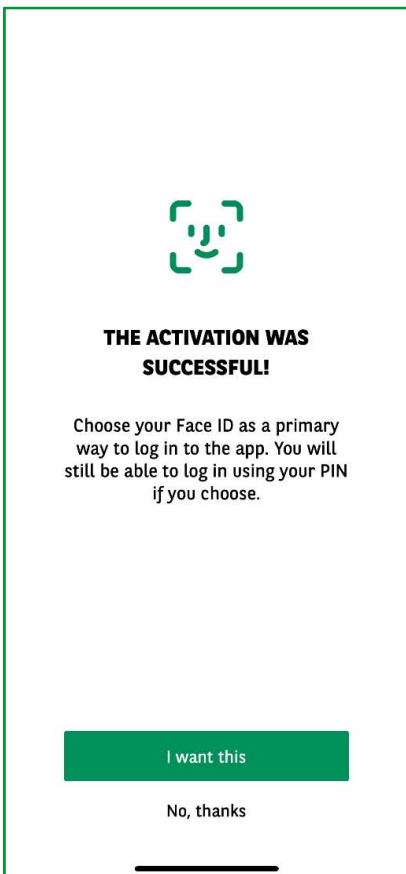 THE ACTIVATION WAS
SUCCESSFUL!
Choose your Face ID as a primary
way to log in to the app. You will
still be able to log in using your PIN
if you choose.
I want this
No, thanks